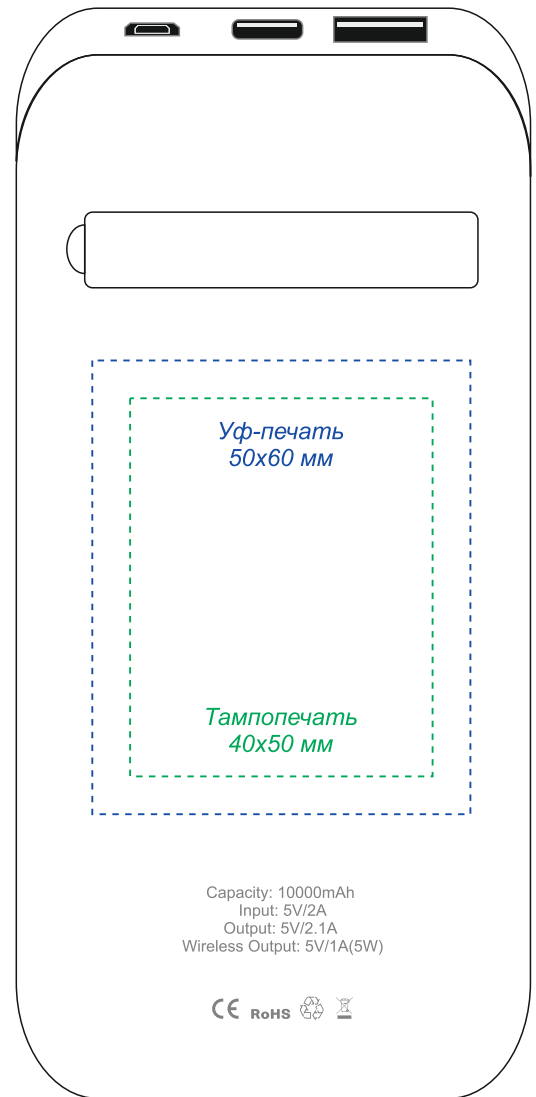 Уф-печать
50х60 мм
Тампопечать
40х50 мм
Capacity: 10000mAh
Input: 5V/2A
Output: 5V/2.1A
Wireless Output: 5V/1A(5W)
CE RoHS